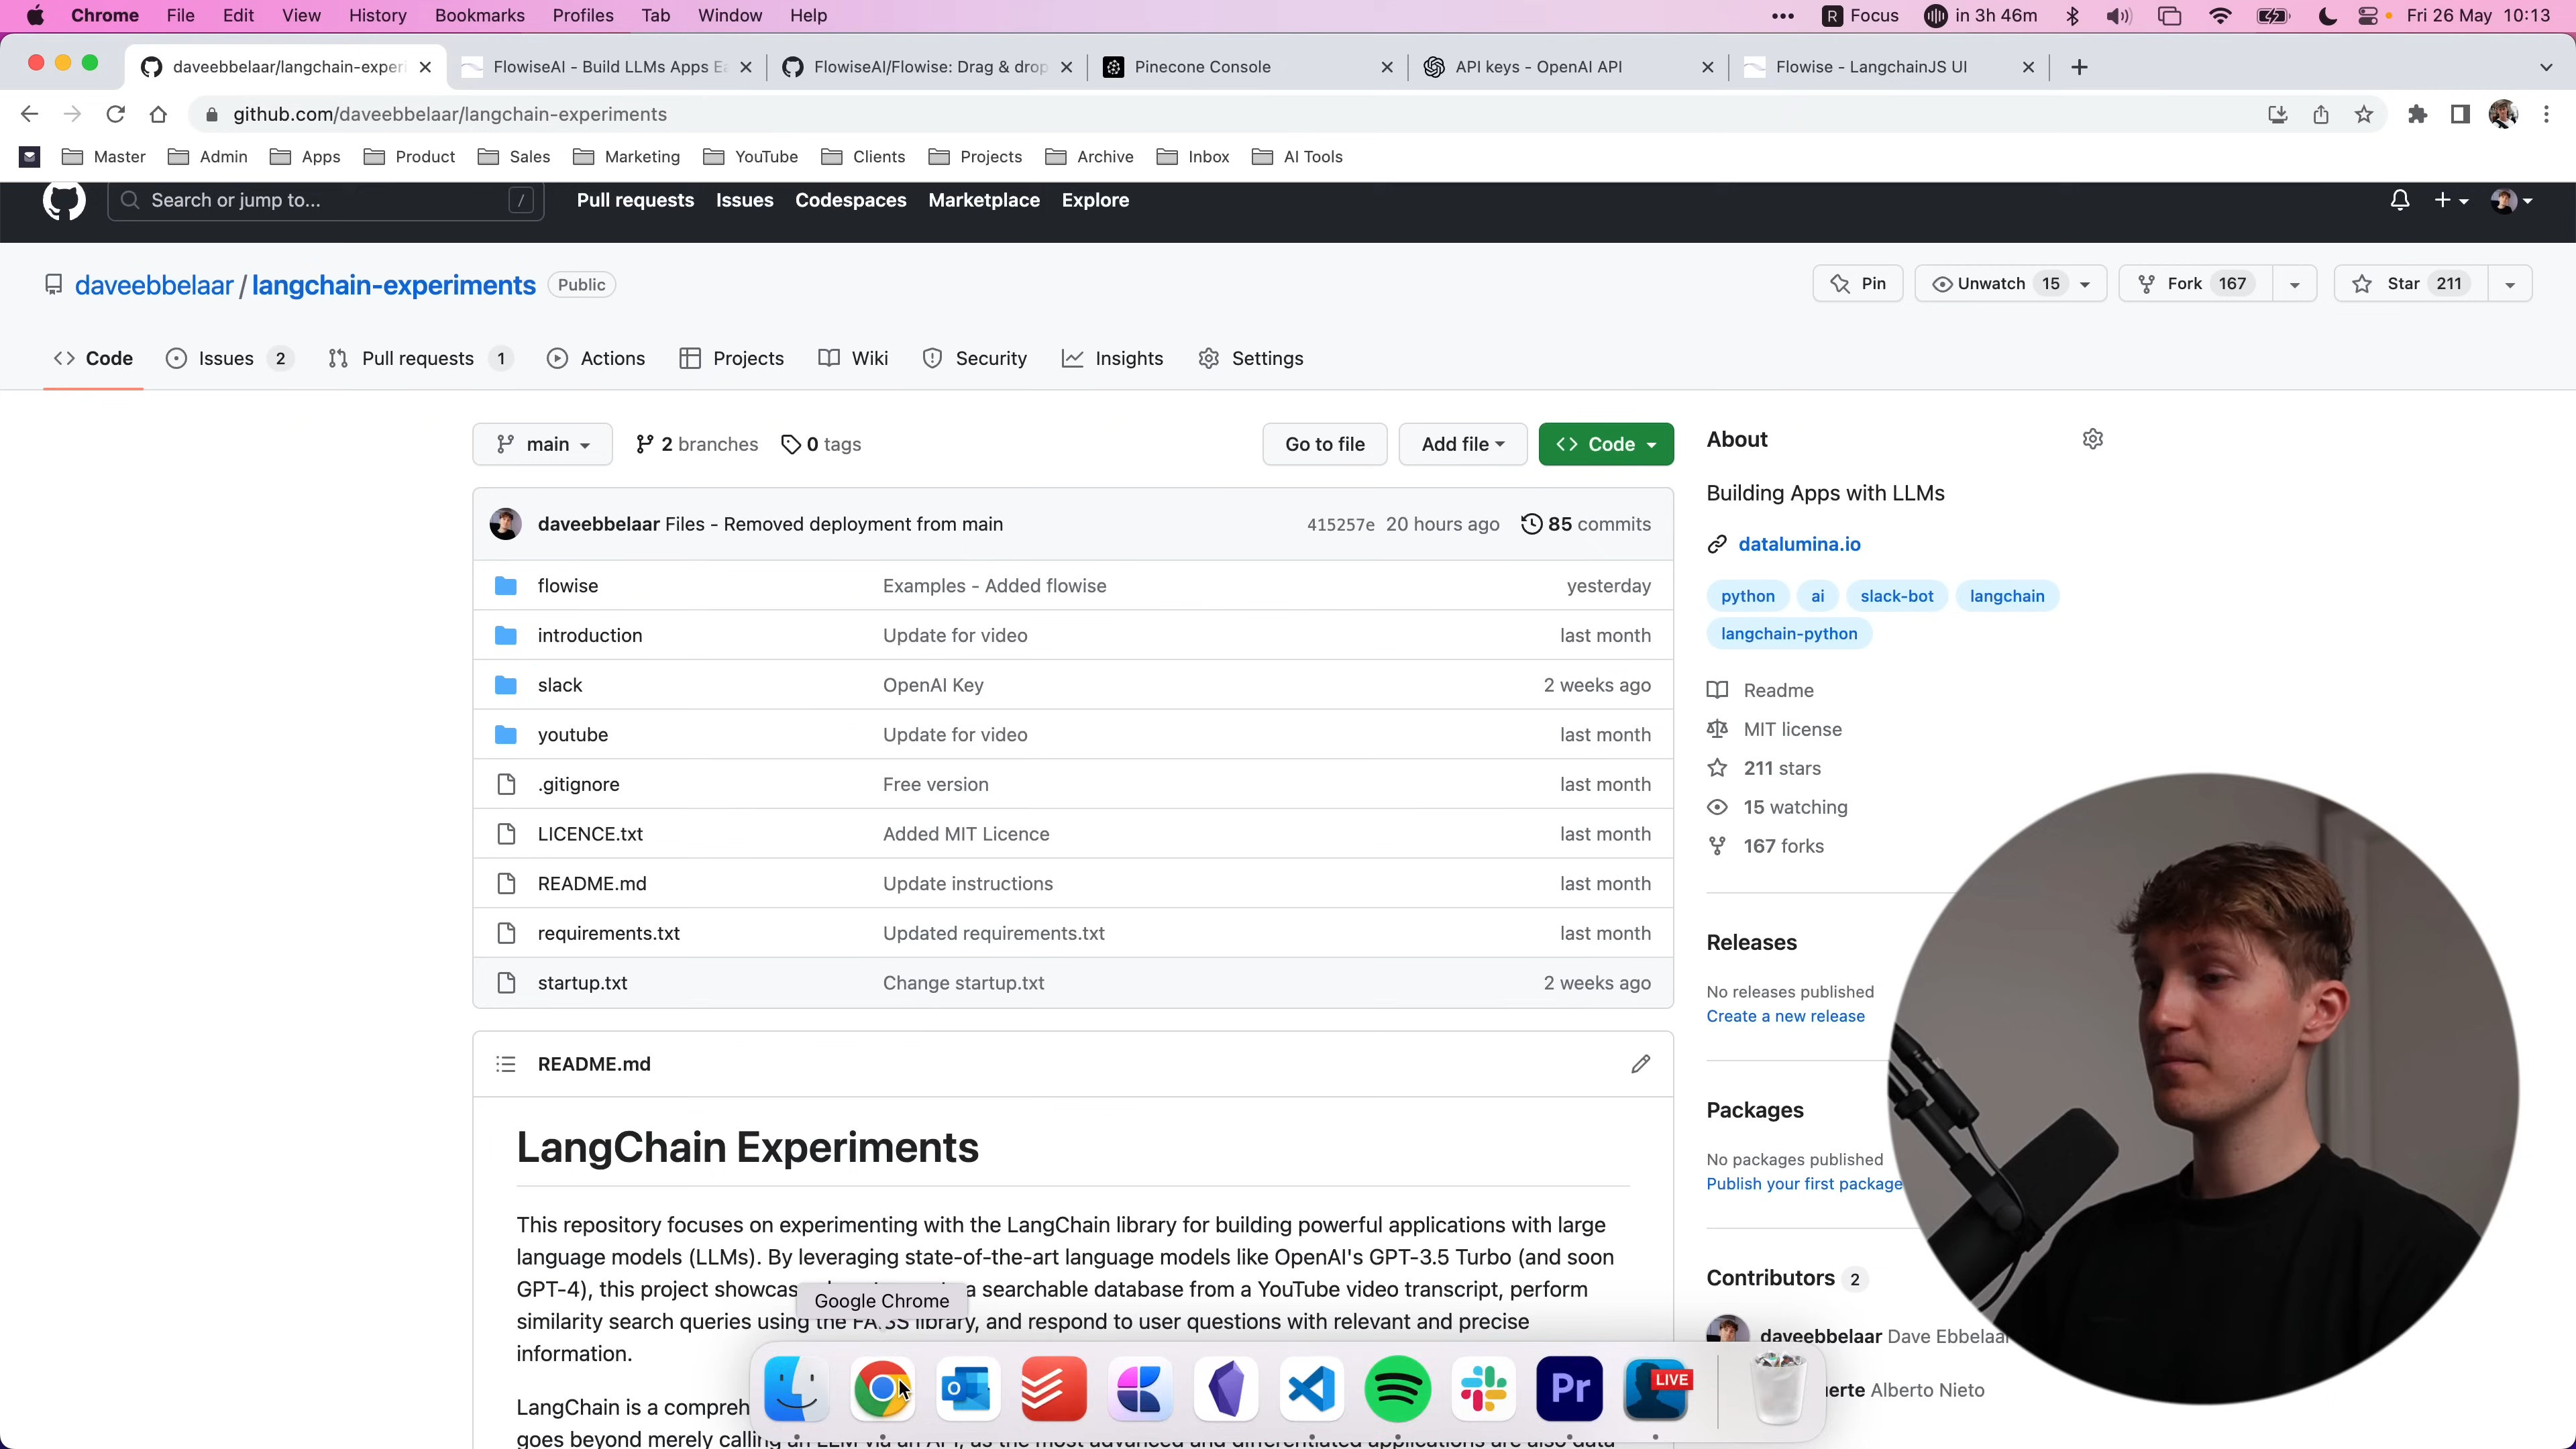 Chrome File Edit View History Bookmarks Profiles Tab Window Help
R Focus in 3h 46m Fri 26 May 10:13
daveebbelaar/langchain-experi FlowiseAI - Build LLMs Apps Ea FlowiseAI/Flowise: Drag & drop Pinecone Console API keys - OpenAI API Flowise - LangchainJS UI
github.com/daveebbelaar/langchain-experiments
Master Admin Apps Product Sales Marketing YouTube Clients Projects Archive Inbox AI Tools
Search or jump to... / Pull requests Issues Codespaces Marketplace Explore
daveebbelaar / langchain-experiments Public
Pin Unwatch 15 Fork 167 Star 211
Code Issues 2 Pull requests 1 Actions Projects Wiki Security Insights Settings
main 2 branches 0 tags Go to file Add file Code
daveebbelaar Files - Removed deployment from main 415257e 20 hours ago 85 commits
flowise Examples - Added flowise yesterday
introduction Update for video last month
slack OpenAI Key 2 weeks ago
youtube Update for video last month
.gitignore Free version last month
LICENCE.txt Added MIT Licence last month
README.md Update instructions last month
requirements.txt Updated requirements.txt last month
startup.txt Change startup.txt 2 weeks ago
README.md
LangChain Experiments
This repository focuses on experimenting with the LangChain library for building powerful applications with large
language models (LLMs). By leveraging state-of-the-art language models like OpenAI's GPT-3.5 Turbo (and soon
GPT-4), this project showcas a searchable database from a YouTube video transcript, perform
similarity search queries using the library, and respond to user questions with relevant and precise
information.
LangChain is a compreh
goes beyond merely calling
About
Building Apps with LLMs
datalumina.io
python ai slack-bot langchain
langchain-python
Readme
MIT license
211 stars
15 watching
167 forks
Releases
No releases published
Create a new release
Packages
No packages published
Publish your first package
Contributors 2
daveebbelaar Dave Ebbelaar
Alberto Nieto
Google Chrome
Pr
LIVE